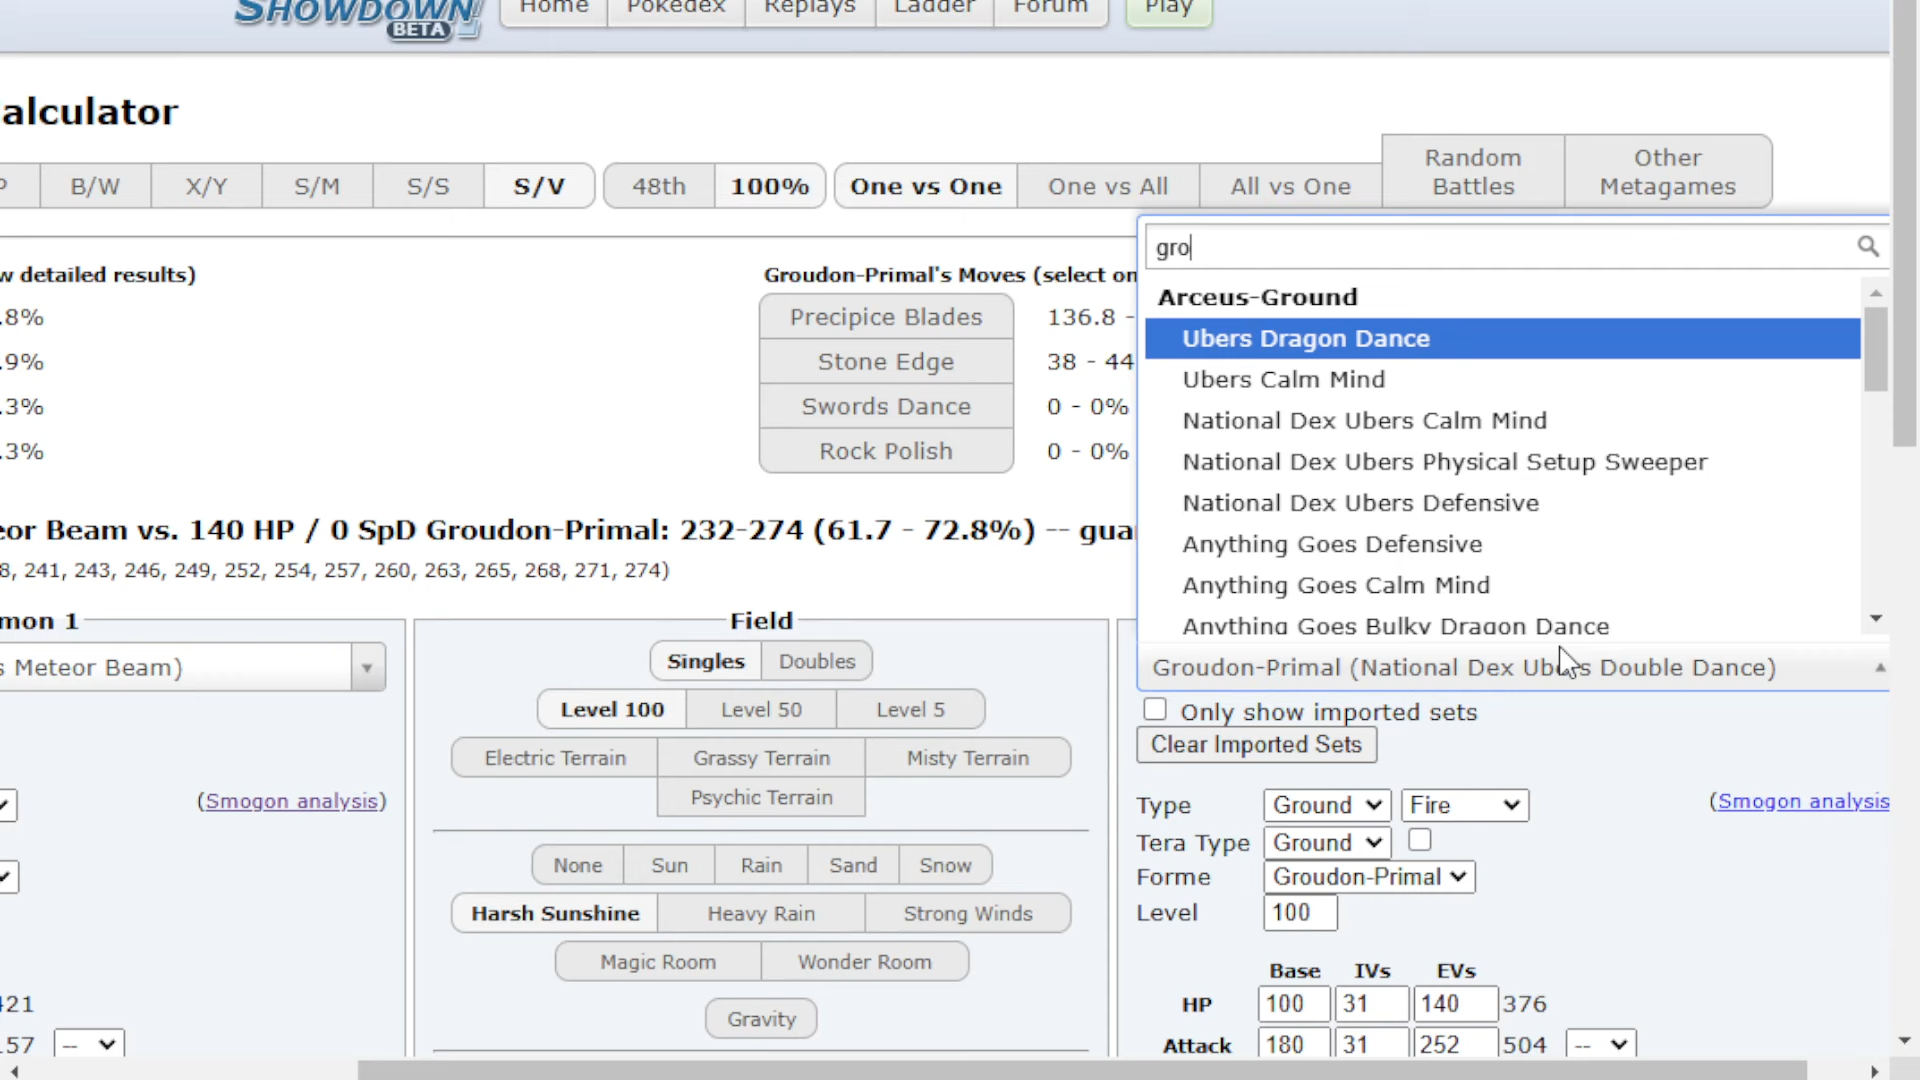 SHOWDOWN
BETA
Home
Pokédex
Replays
Ladder
Forum
Play
alculator
P
B/W
X/Y
S/M
S/S
S/V
48th
100%
One vs One
One vs All
All vs One
Random
Battles
Other
Metagames
gro
w detailed results)
Groudon-Primal's Moves (select on
Arceus-Ground
.8%
Precipice Blades
136.8 -
Ubers Dragon Dance
.9%
Stone Edge
38 - 44
Ubers Calm Mind
.3%
Swords Dance
0 - 0%
National Dex Ubers Calm Mind
.3%
Rock Polish
0 - 0%
National Dex Ubers Physical Setup Sweeper
National Dex Ubers Defensive
Anything Goes Defensive
Anything Goes Calm Mind
Anything Goes Bulky Dragon Dance
eor Beam vs. 140 HP / 0 SpD Groudon-Primal: 232-274 (61.7 - 72.8%) -- gua
8, 241, 243, 246, 249, 252, 254, 257, 260, 263, 265, 268, 271, 274)
mon 1
Field
s Meteor Beam)
Singles
Doubles
Groudon-Primal (National Dex Ubers Double Dance)
Level 100
Level 50
Level 5
Only show imported sets
Clear Imported Sets
Electric Terrain
Grassy Terrain
Misty Terrain
Psychic Terrain
(Smogon analysis)
Type
Ground
Fire
(Smogon analysis
Tera Type
Ground
None
Sun
Rain
Sand
Snow
Forme
Groudon-Primal
Harsh Sunshine
Heavy Rain
Strong Winds
Level
100
Magic Room
Wonder Room
Base
IVs
EVs
421
Gravity
HP
100
31
140
376
157
--
Attack
180
31
252
504
--